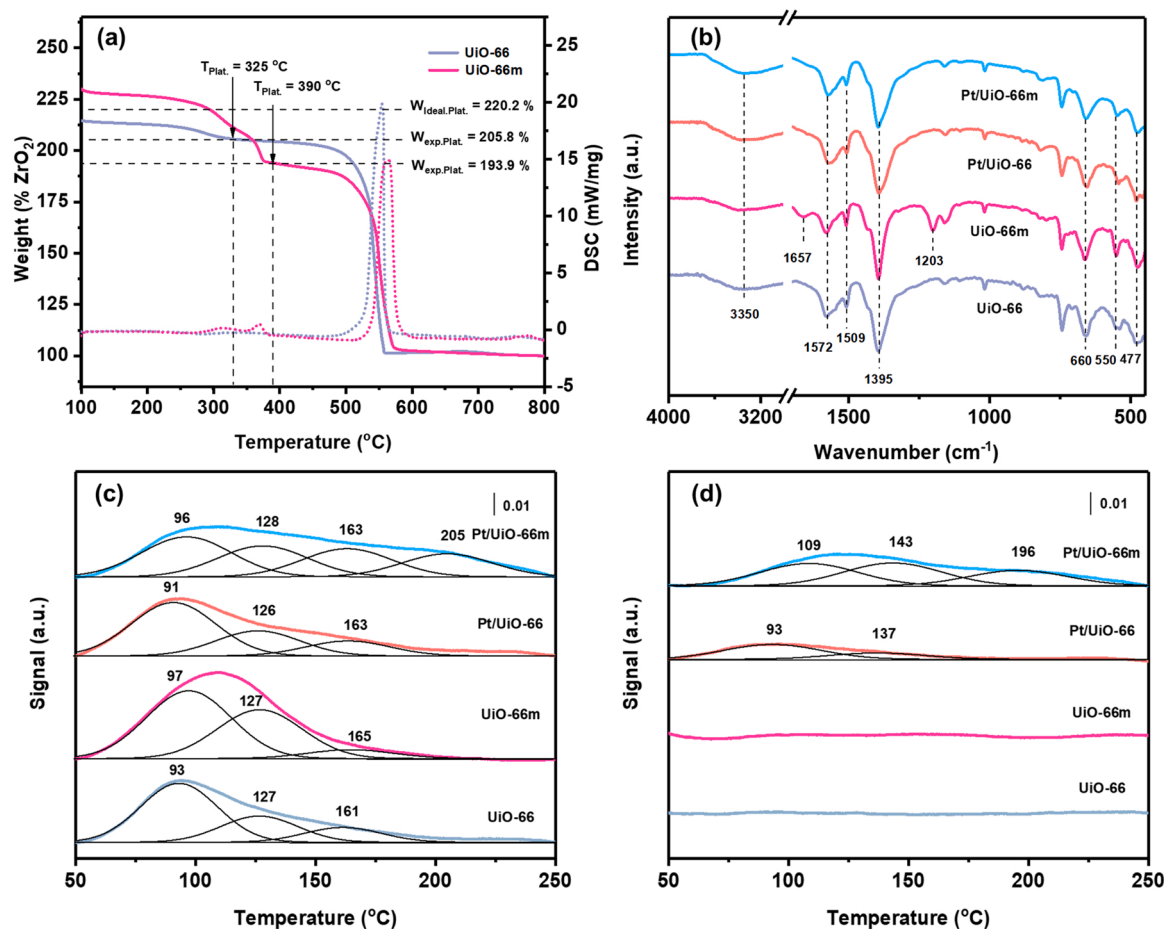 (a)
UiO-66
UiO-66m
T_Plat. = 325 °C
T_Plat. = 390 °C
W_Ideal.Plat. = 220.2 %
W_exp.Plat. = 205.8 %
W_exp.Plat. = 193.9 %
Weight (% ZrO₂)
250
225
200
175
150
125
100
DSC (mW/mg)
25
20
15
10
5
0
-5
100 200 300 400 500 600 700 800
Temperature (°C)
(b)
Pt/UiO-66m
Pt/UiO-66
UiO-66m
1657
1203
UiO-66
3350
1572
1509
1395
660
550
477
Intensity (a.u.)
4000 3200 1500 1000 500
Wavenumber (cm⁻¹)
(c)
0.01
96 128 163 205
Pt/UiO-66m
91 126 163
Pt/UiO-66
97 127 165
UiO-66m
93 127 161
UiO-66
Signal (a.u.)
50 100 150 200 250
Temperature (°C)
(d)
0.01
Pt/UiO-66m
109 143 196
Pt/UiO-66
93 137
UiO-66m
UiO-66
Signal (a.u.)
50 100 150 200 250
Temperature (°C)